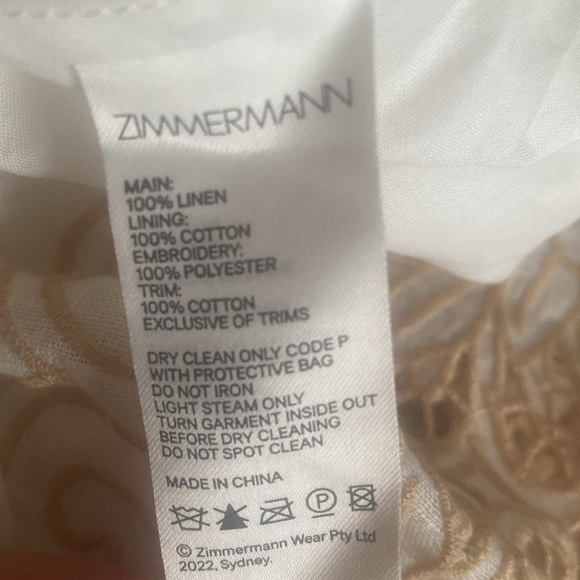 ZIMMERMANN
MAIN:
100% LINEN
LINING:
100% COTTON
EMBROIDERY:
100% POLYESTER
TRIM:
100% COTTON
EXCLUSIVE OF TRIMS
DRY CLEAN ONLY CODE P
WITH PROTECTIVE BAG
DO NOT IRON
LIGHT STEAM ONLY
TURN GARMENT INSIDE OUT
BEFORE DRY CLEANING
DO NOT SPOT CLEAN
MADE IN CHINA
P
© Zimmermann Wear Pty Ltd
2022, Sydney.